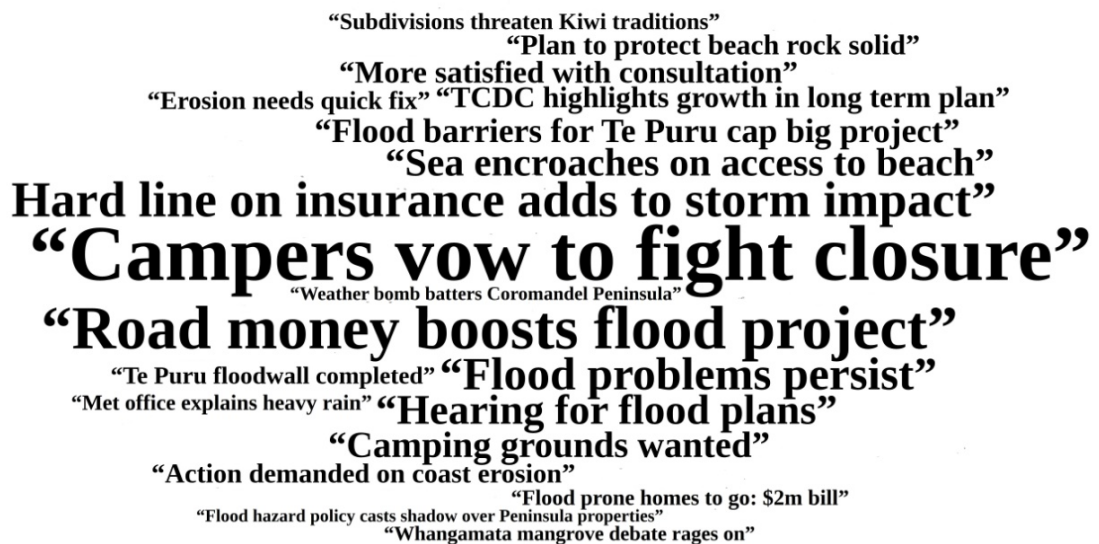 “Subdivisions threaten Kiwi traditions”
“Plan to protect beach rock solid”
“More satisfied with consultation”
“Erosion needs quick fix” “TCDC highlights growth in long term plan”
“Flood barriers for Te Puru cap big project”
“Sea encroaches on access to beach”
Hard line on insurance adds to storm impact”
“Campers vow to fight closure”
“Weather bomb batters Coromandel Peninsula”
“Road money boosts flood project”
“Te Puru floodwall completed” “Flood problems persist”
“Met office explains heavy rain” “Hearing for flood plans”
“Camping grounds wanted”
“Action demanded on coast erosion”
“Flood prone homes to go: $2m bill”
“Flood hazard policy casts shadow over Peninsula properties”
“Whangamata mangrove debate rages on”